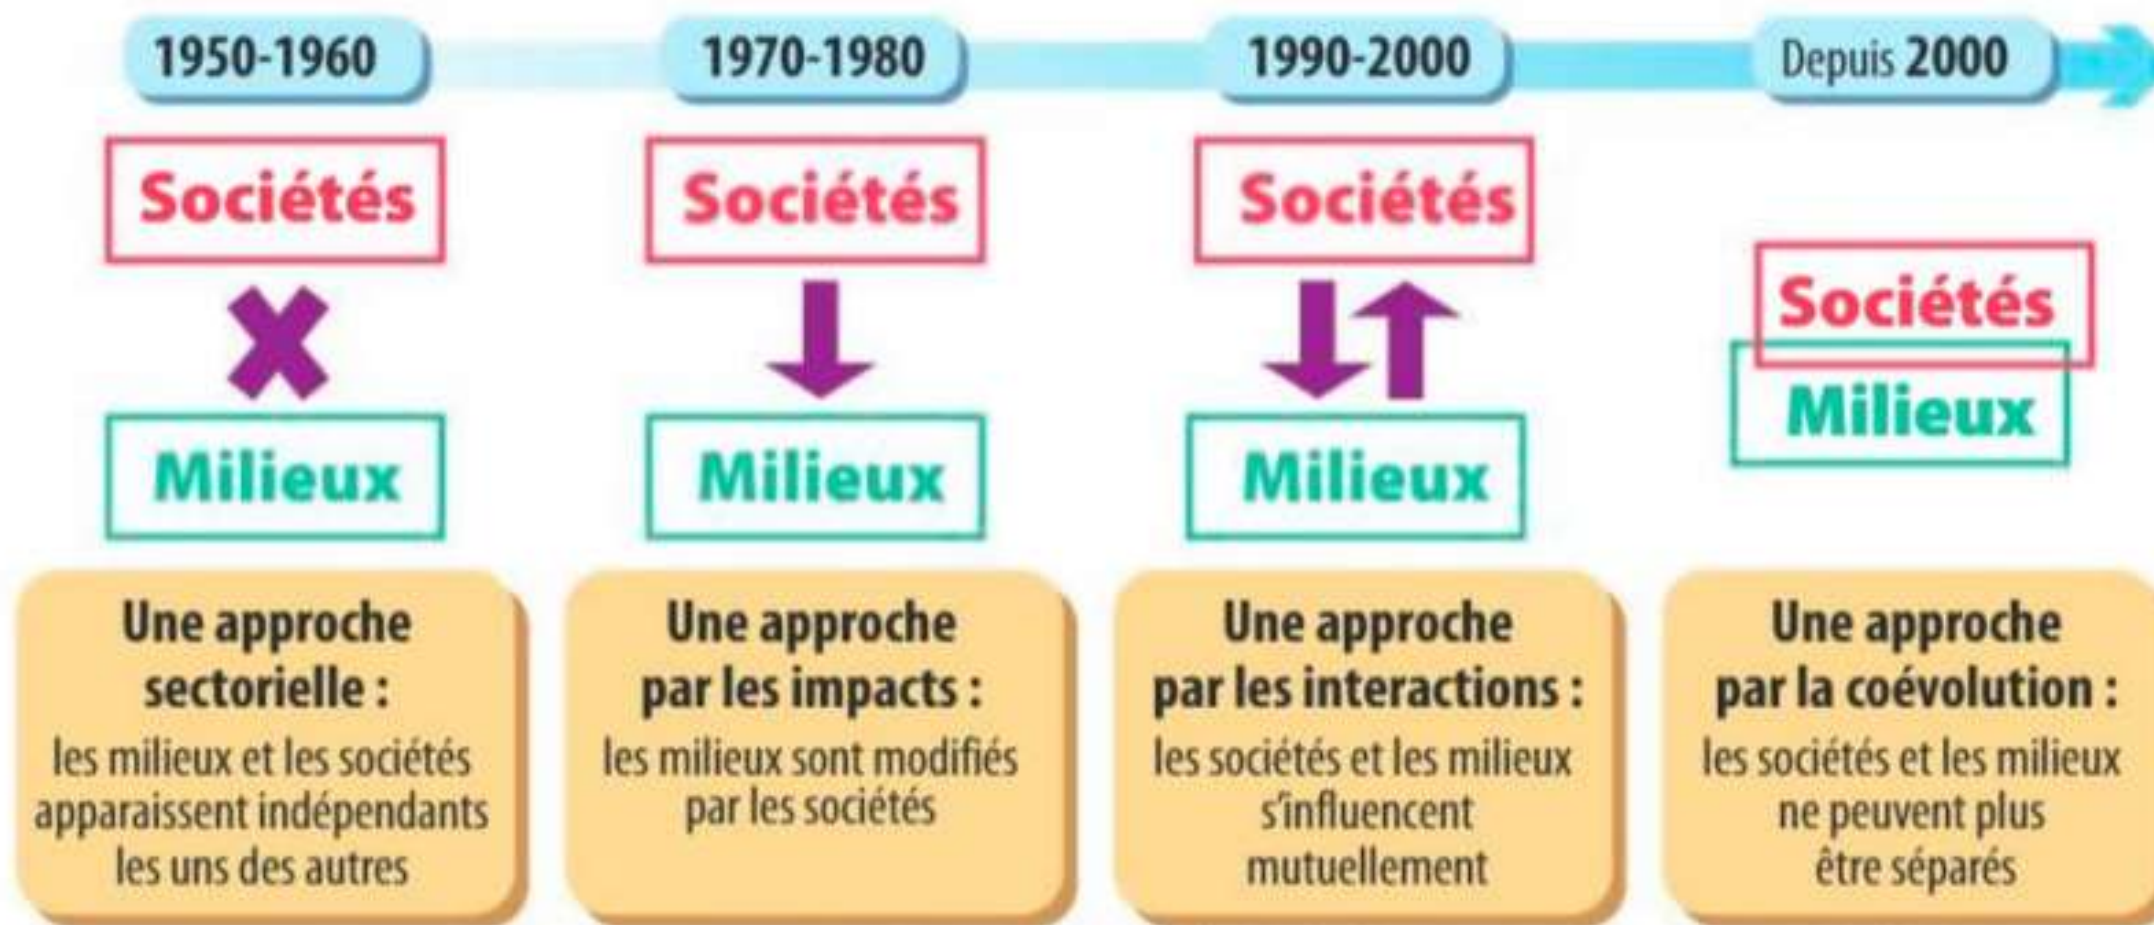 1950-1960
1970-1980
1990-2000
Depuis 2000
Sociétés
Milieux
Sociétés
Milieux
Sociétés
Milieux
Sociétés
Milieux
Une approche
sectorielle :
les milieux et les sociétés
apparaissent indépendants
les uns des autres
Une approche
par les impacts :
les milieux sont modifiés
par les sociétés
Une approche
par les interactions :
les sociétés et les milieux
s'influencent
mutuellement
Une approche
par la coévolution :
les sociétés et les milieux
ne peuvent plus
être séparés